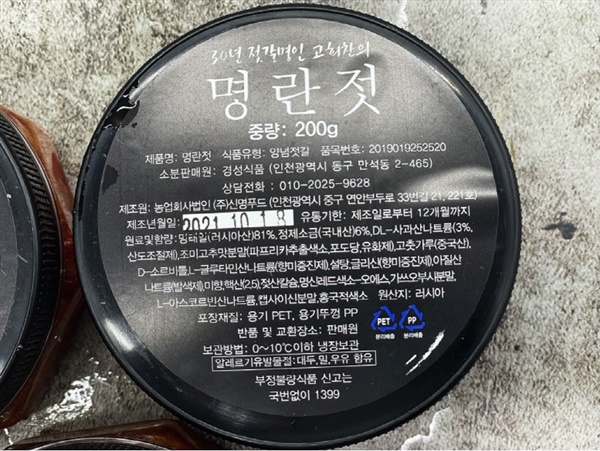 30년 젓갈명인 고희찬의
명란젓
중량: 200g
제품명: 명란젓 식품유형: 양념젓갈 품목번호: 2019019252520
소분판매원: 경성식품 (인천광역시 동구 만석동 2-465)
상담전화 : 010-2025-9628
제조원: 농업회사법인 (주)신명푸드 (인천광역시 중구 연안부두로 33번길 21, 221호)
제조년월일: 2021.10.18 유통기한: 제조일로부터 12개월까지
원료및함량: 명태알(러시아산)81%,정제소금(국내산)6%,DL-사과산나트륨(3%,
산도조절제),조미고추맛분말(파프리카추출색소,포도당,유화제),고춧가루(중국산),
D-소르비톨,L-글루타민산나트륨(향미증진제),설탕,글리신(향미증진제),아질산
나트륨(발색제),미향,핵산(2.5),젓산칼슘,명산레드색소-오에스,가쓰오부시분말,
L-아스코르빈산나트륨,캡사이신분말,홍국적색소 원산지: 러시아
포장재질: 용기 PET, 용기뚜껑 PP
PET PP
분리배출 분리배출
반품 및 교환장소: 판매원
보관방법: 0~10℃이하 냉장보관
알레르기유발물질:대두,밀,우유 함유
부정불량식품 신고는
국번없이 1399